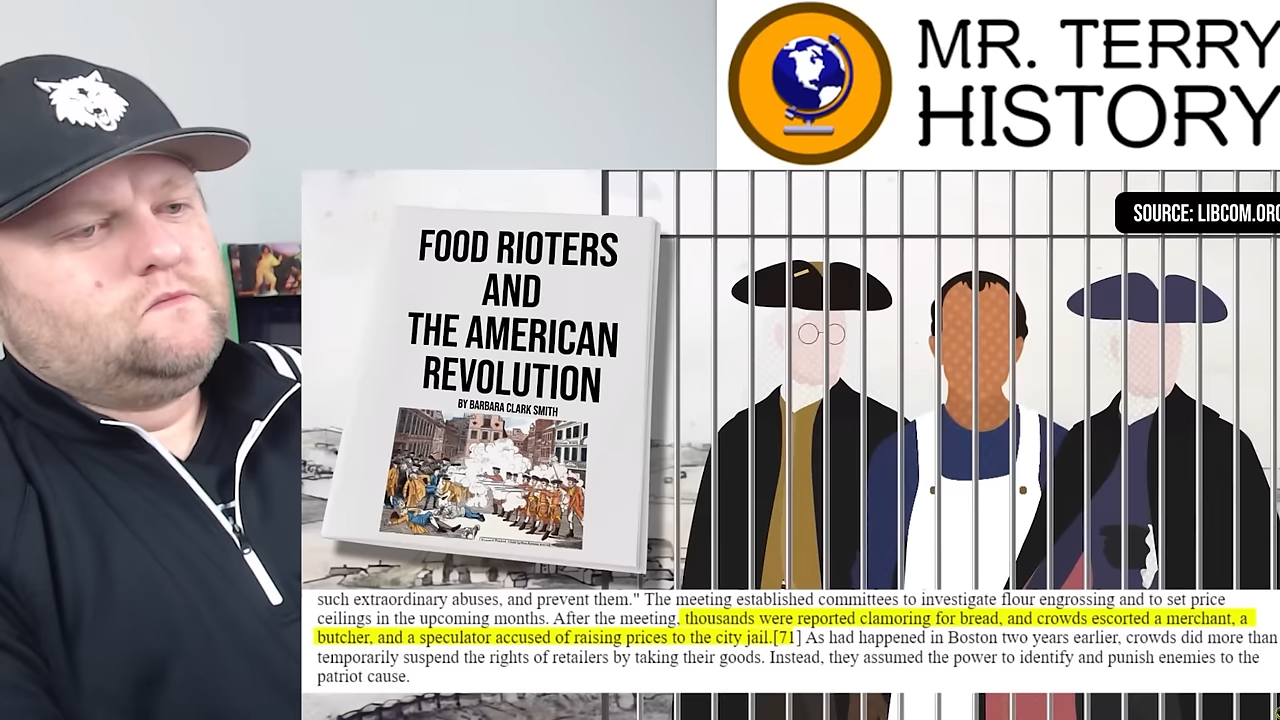 MR. TERRY
HISTORY
SOURCE: LIBCOM.ORG
FOOD RIOTERS
AND
THE AMERICAN
REVOLUTION
BY BARBARA CLARK SMITH
such extraordinary abuses, and prevent them." The meeting established committees to investigate flour engrossing and to set price
ceilings in the upcoming months. After the meeting, thousands were reported clamoring for bread, and crowds escorted a merchant, a
butcher, and a speculator accused of raising prices to the city jail.[71] As had happened in Boston two years earlier, crowds did more than
temporarily suspend the rights of retailers by taking their goods. Instead, they assumed the power to identify and punish enemies to the
patriot cause.